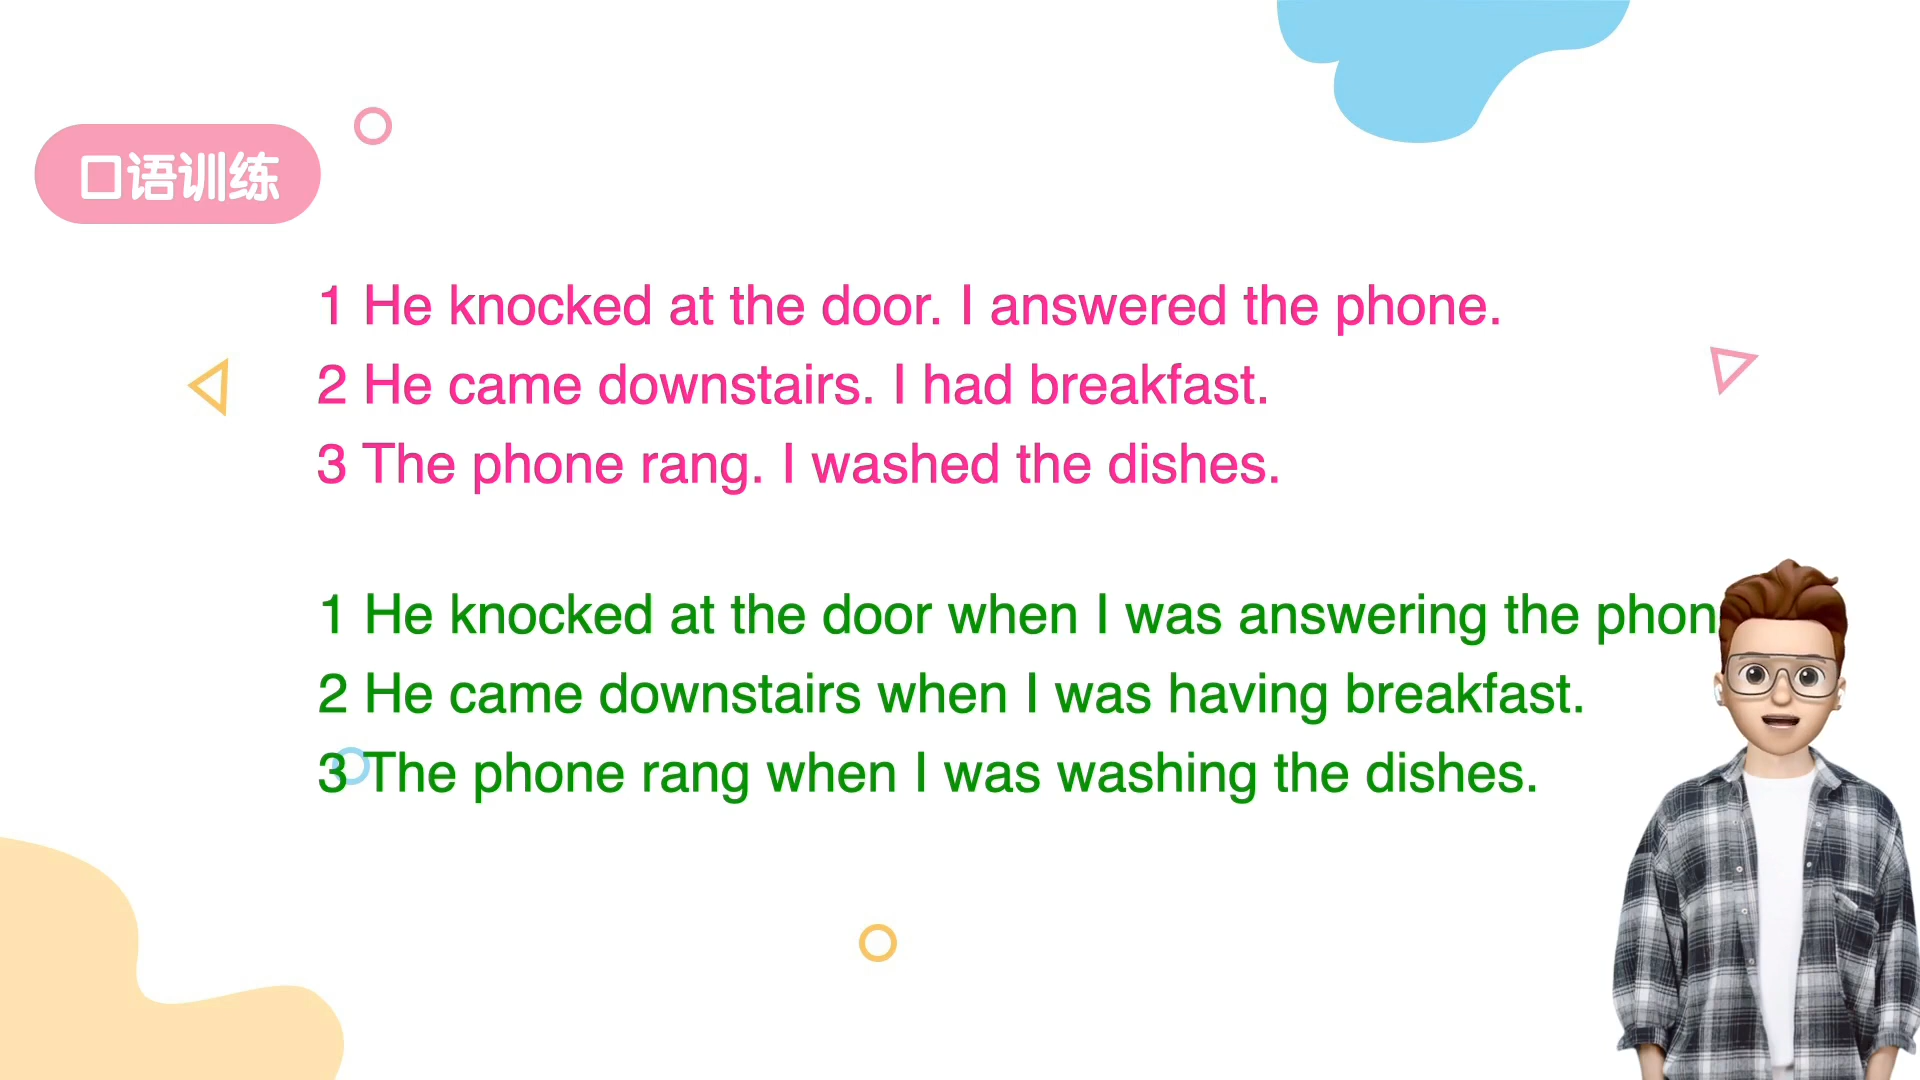 口语训练
1 He knocked at the door. I answered the phone.
2 He came downstairs. I had breakfast.
3 The phone rang. I washed the dishes.
1 He knocked at the door when I was answering the phon
2 He came downstairs when I was having breakfast.
3 The phone rang when I was washing the dishes.